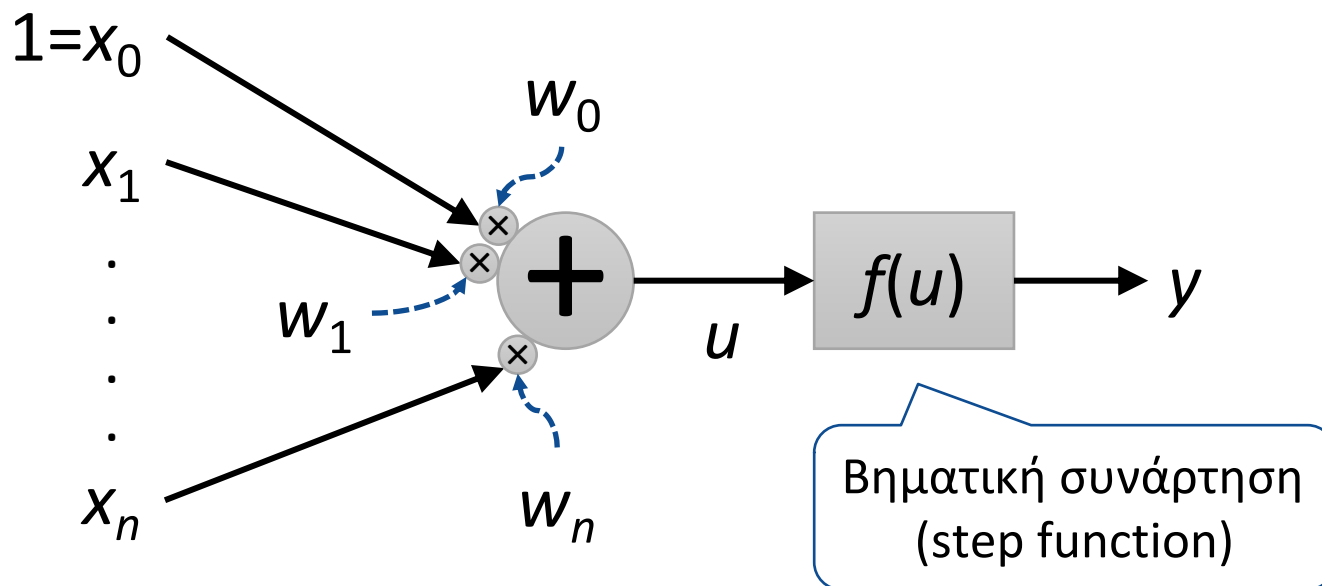 1=x₀
w₀
x₁
×
×
+
f(u)
y
w₁
u
×
.
.
.
.
xₙ
wₙ
Βηματική συνάρτηση
(step function)